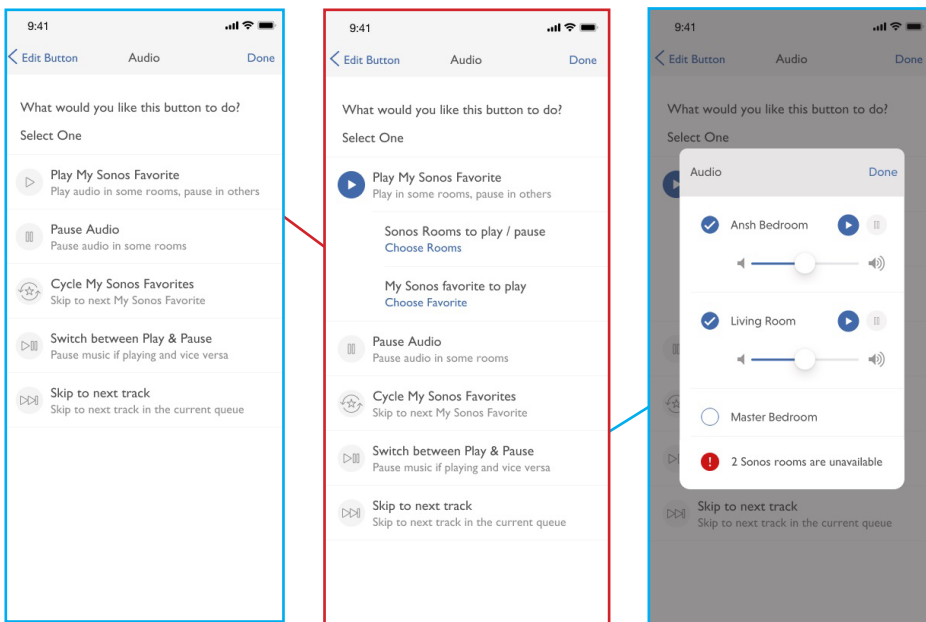 9:41
Edit Button
Audio
Done
What would you like this button to do?
Select One
Play My Sonos Favorite
Play audio in some rooms, pause in others
Pause Audio
Pause audio in some rooms
Cycle My Sonos Favorites
Skip to next My Sonos Favorite
Switch between Play & Pause
Pause music if playing and vice versa
Skip to next track
Skip to next track in the current queue
9:41
Edit Button
Audio
Done
What would you like this button to do?
Select One
Play My Sonos Favorite
Play in some rooms, pause in others
Sonos Rooms to play / pause
Choose Rooms
My Sonos favorite to play
Choose Favorite
Pause Audio
Pause audio in some rooms
Cycle My Sonos Favorites
Skip to next My Sonos Favorite
Switch between Play & Pause
Pause music if playing and vice versa
Skip to next track
Skip to next track in the current queue
9:41
Edit Button
Audio
Done
What would you like this button to do?
Select One
Audio
Done
Ansh Bedroom
Living Room
Master Bedroom
! 2 Sonos rooms are unavailable
Skip to next track
Skip to next track in the current queue